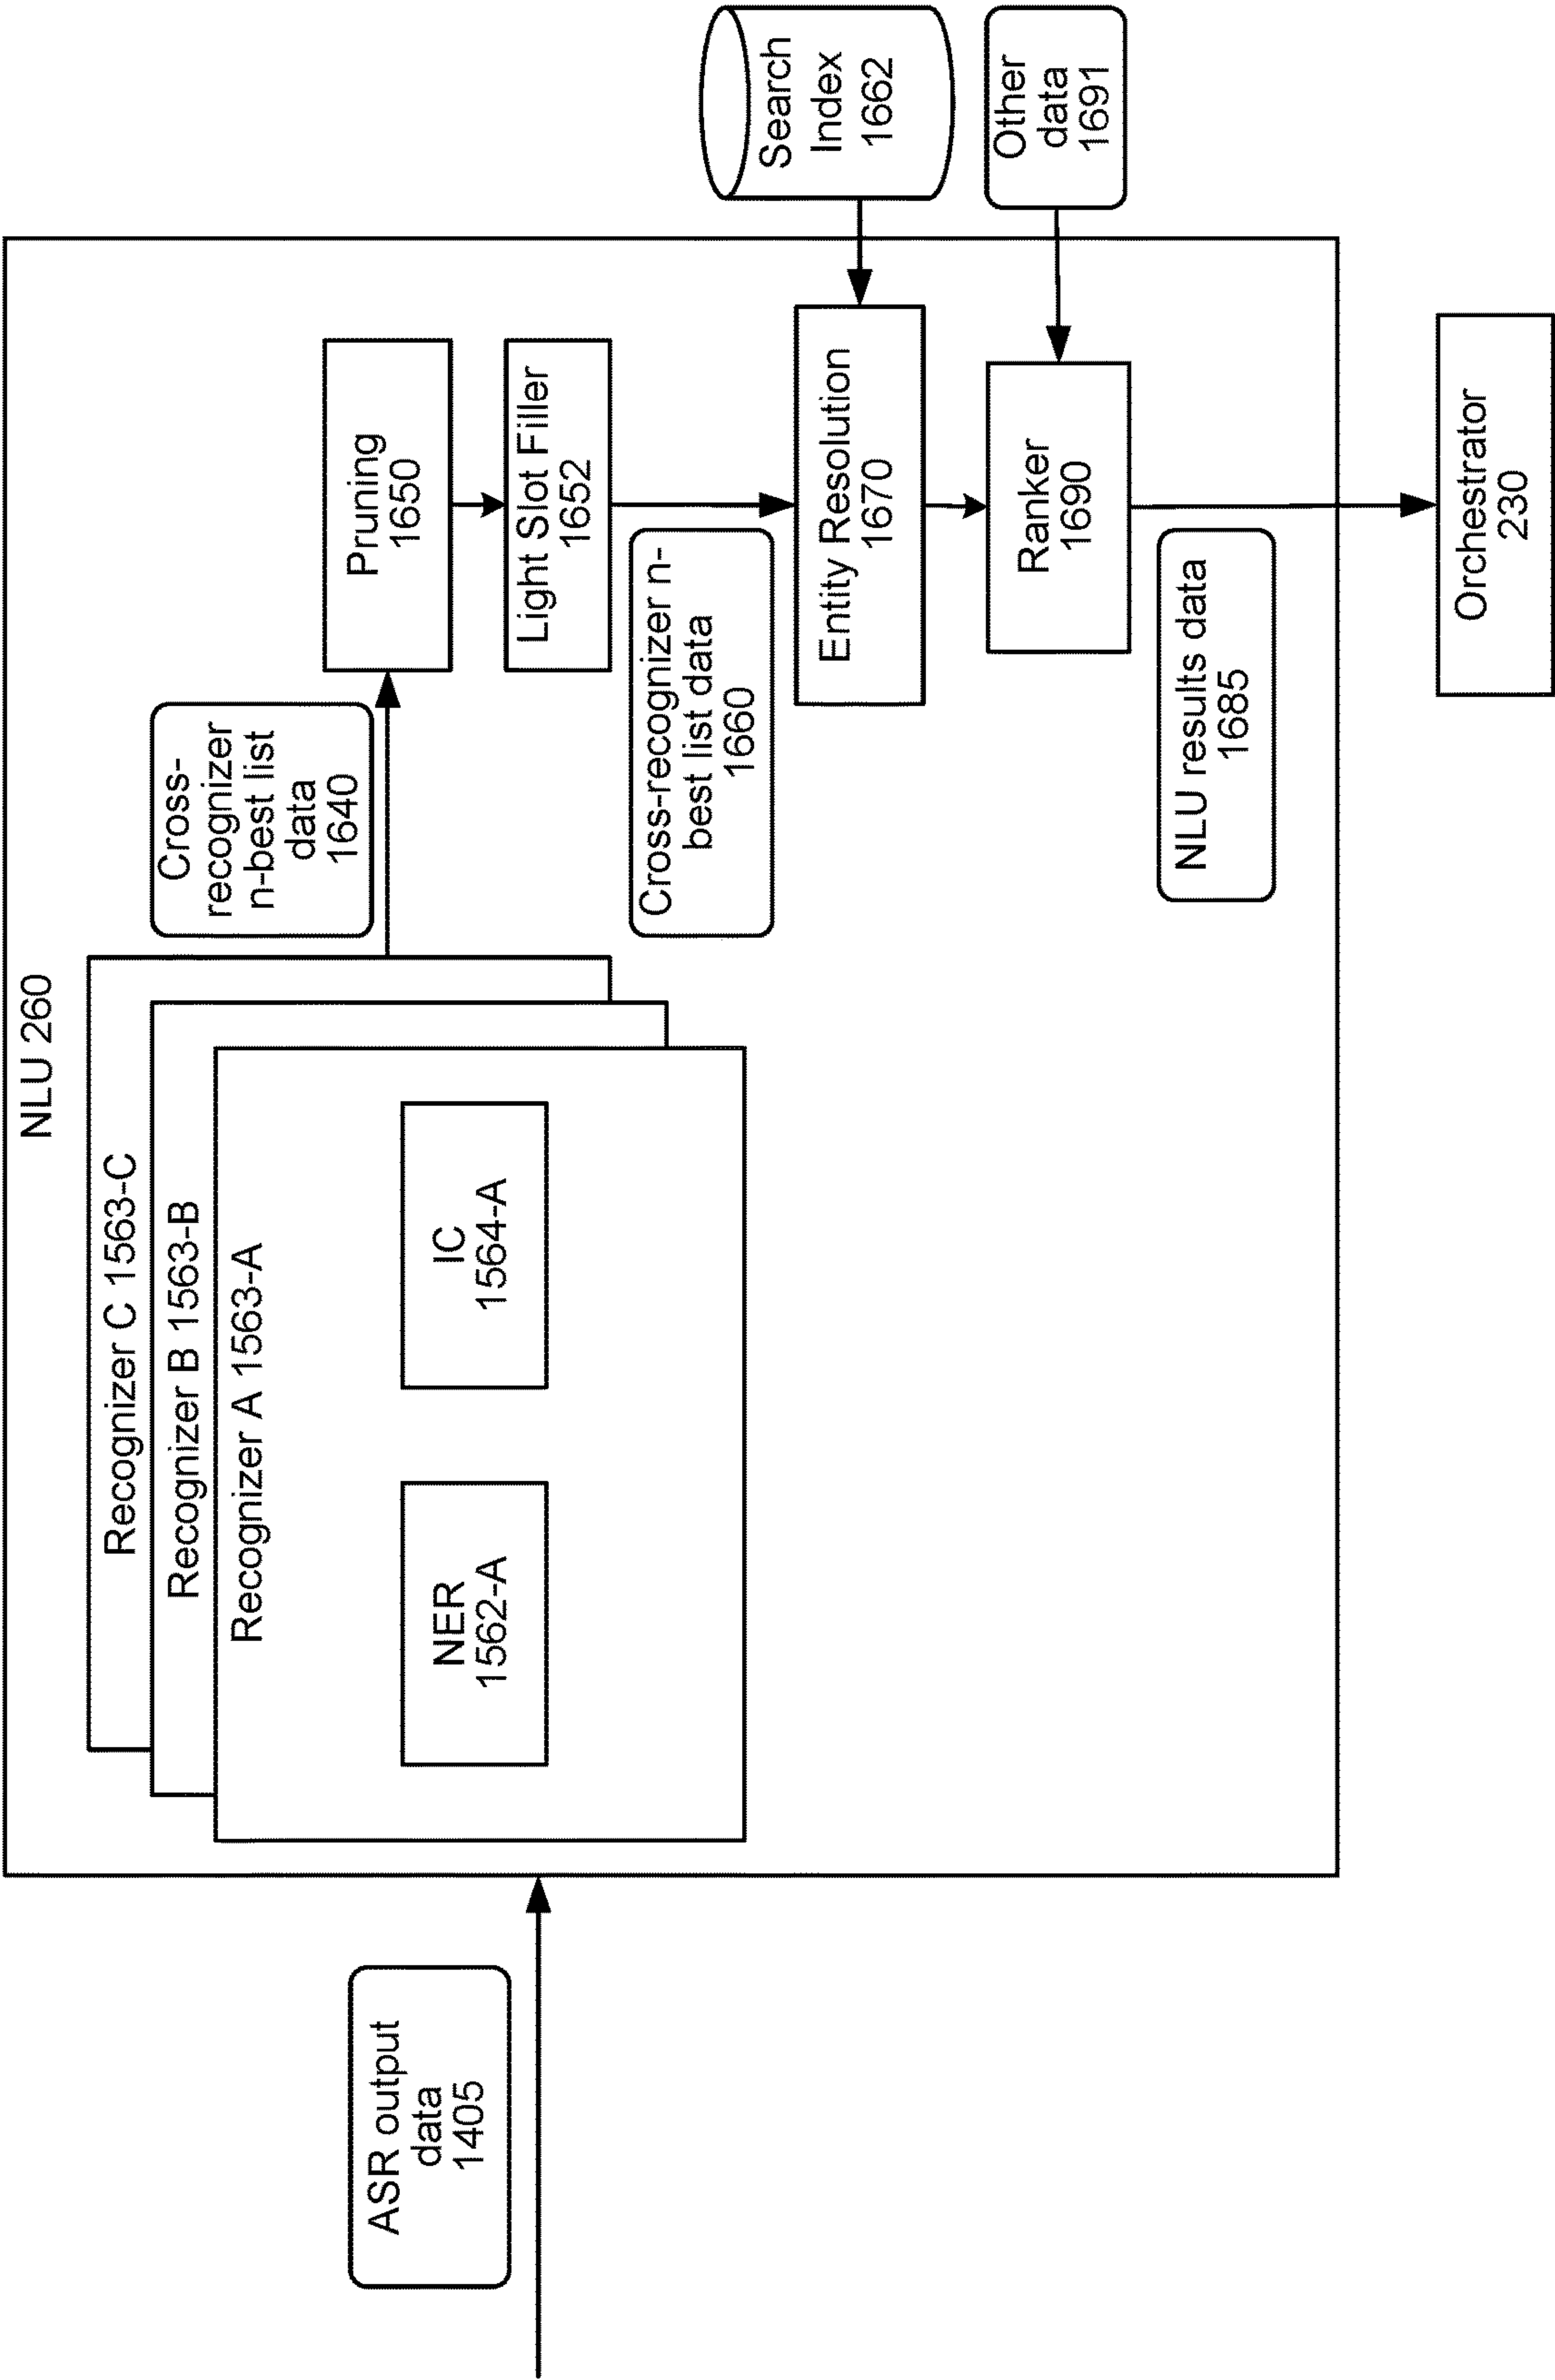 NLU 260
Recognizer C 1563-C
Recognizer B 1563-B
Recognizer A 1563-A
NER
1562-A
IC
1564-A
ASR output
data
1405
Cross-
recognizer
n-best list
data
1640
Pruning
1650
Light Slot Filler
1652
Cross-recognizer n-
best list data
1660
Search
Index
1662
Entity Resolution
1670
Other
data
1691
Ranker
1690
NLU results data
1685
Orchestrator
230